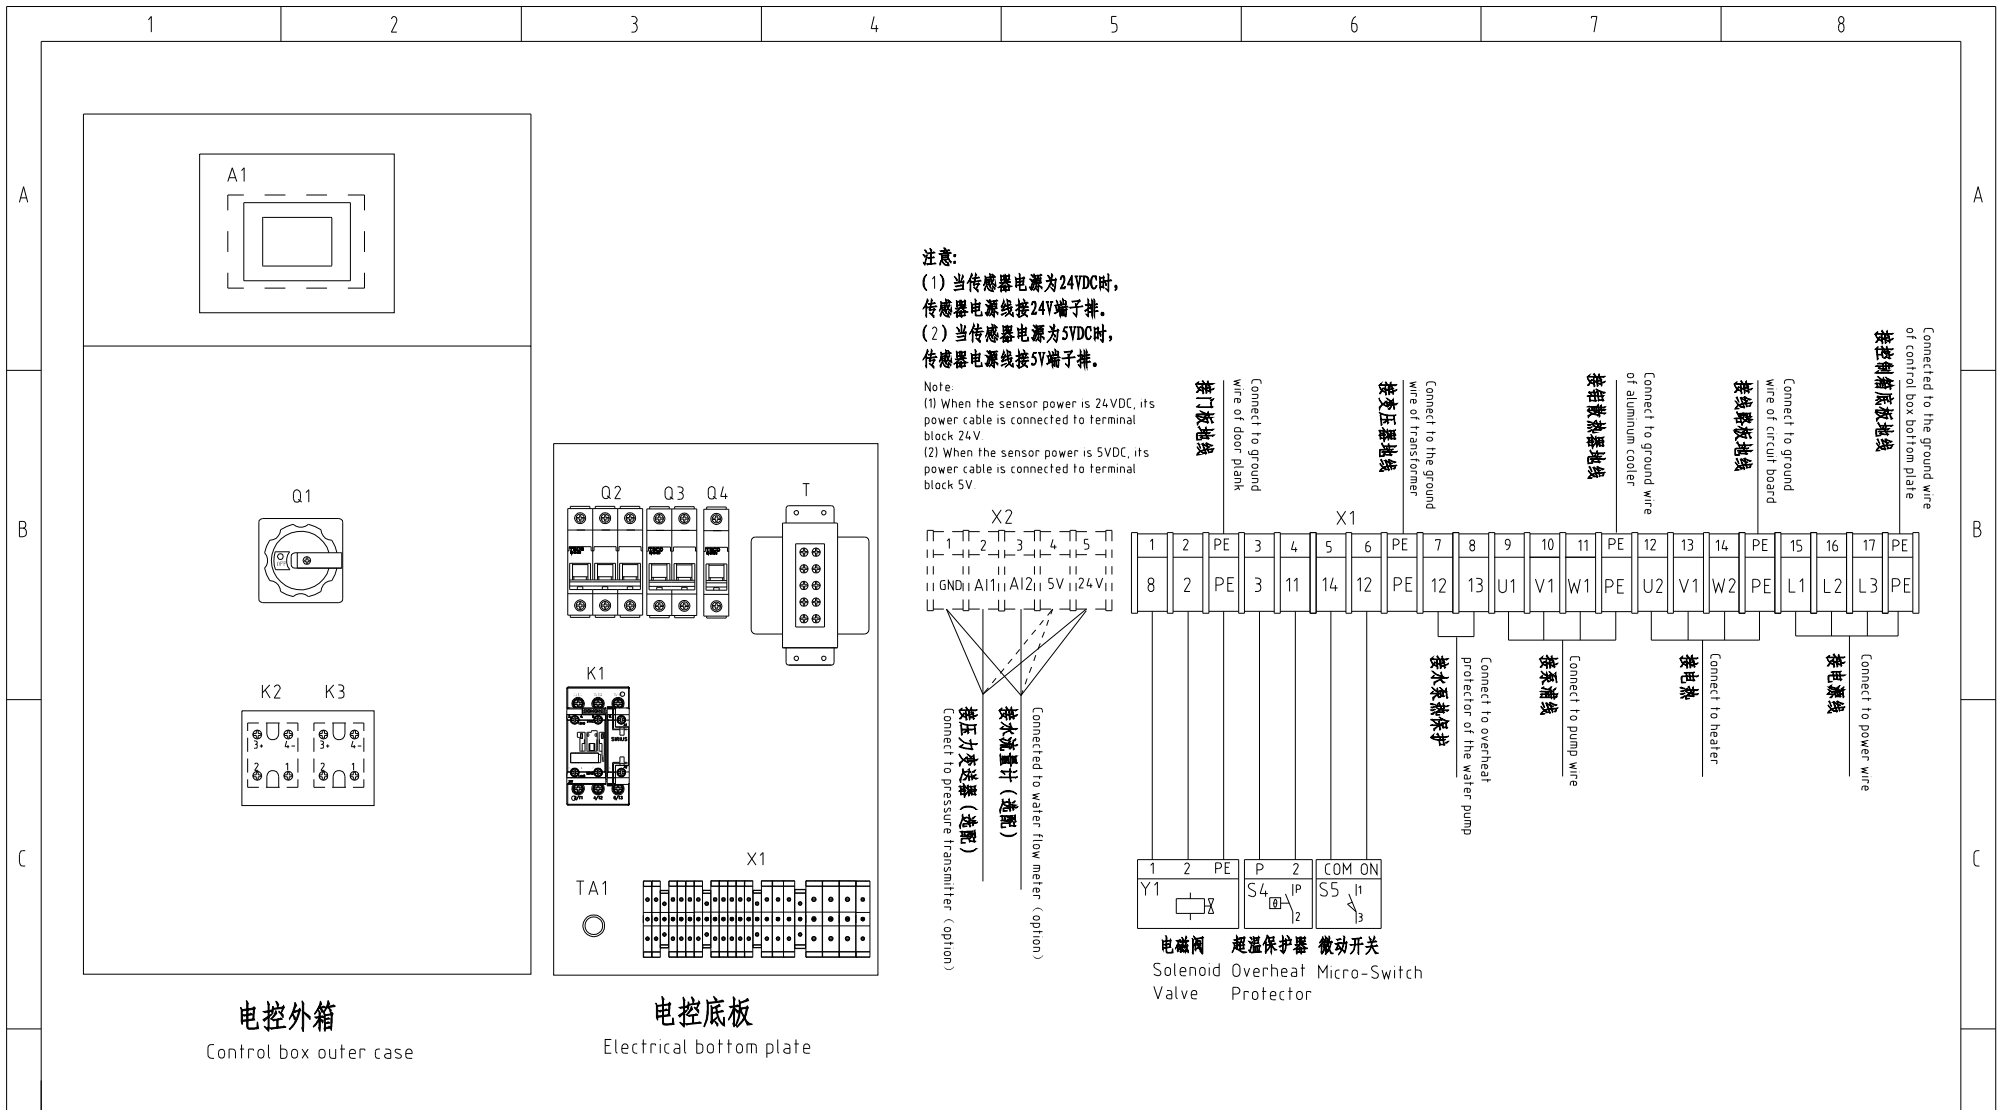 1 2 3 4 5 6 7 8
A A
A1
注意:
(1) 当传感器电源为24VDC时,
传感器电源线接24V端子排。
(2) 当传感器电源为5VDC时,
传感器电源线接5V端子排。
Note:
(1) When the sensor power is 24VDC, its
power cable is connected to terminal
block 24V.
(2) When the sensor power is 5VDC, its
power cable is connected to terminal
block 5V.
接门板地线
Connect to ground
wire of door plank
接变压器地线
Connect to the ground
wire of transformer
接铝散热器地线
Connect to ground wire
of aluminum cooler
接线路板地线
Connect to ground
wire of circuit board
接控制箱底板地线
Connected to the ground wire
of control box bottom plate
B B
Q1
Q2 Q3 Q4 T
X2 X1
1 2 3 4 5
GND AI1 AI2 5V 24V
1 2 PE 3 4 5 6 PE 7 8 9 10 11 PE 12 13 14 PE 15 16 17 PE
8 2 PE 3 11 14 12 PE 12 13 U1 V1 W1 PE U2 V1 W2 PE L1 L2 L3 PE
K2 K3
3+ 4- 3+ 4-
2 1 2 1
K1
SIRIUS
接水泵热保护
Connect to overheat
protector of the water pump
接泵浦线
Connect to pump wire
接电热
Connect to heater
接电源线
Connect to power wire
接压力变送器 (选配)
Connect to pressure transmitter (option)
接水流量计 (选配)
Connected to water flow meter (option)
C C
TA1 X1
1 2 PE P 2 COM ON
Y1 S4 IP 2 S5 1 3
电磁阀 超温保护器 微动开关
Solenoid Overheat Micro-Switch
Valve Protector
电控外箱 电控底板
Control box outer case Electrical bottom plate